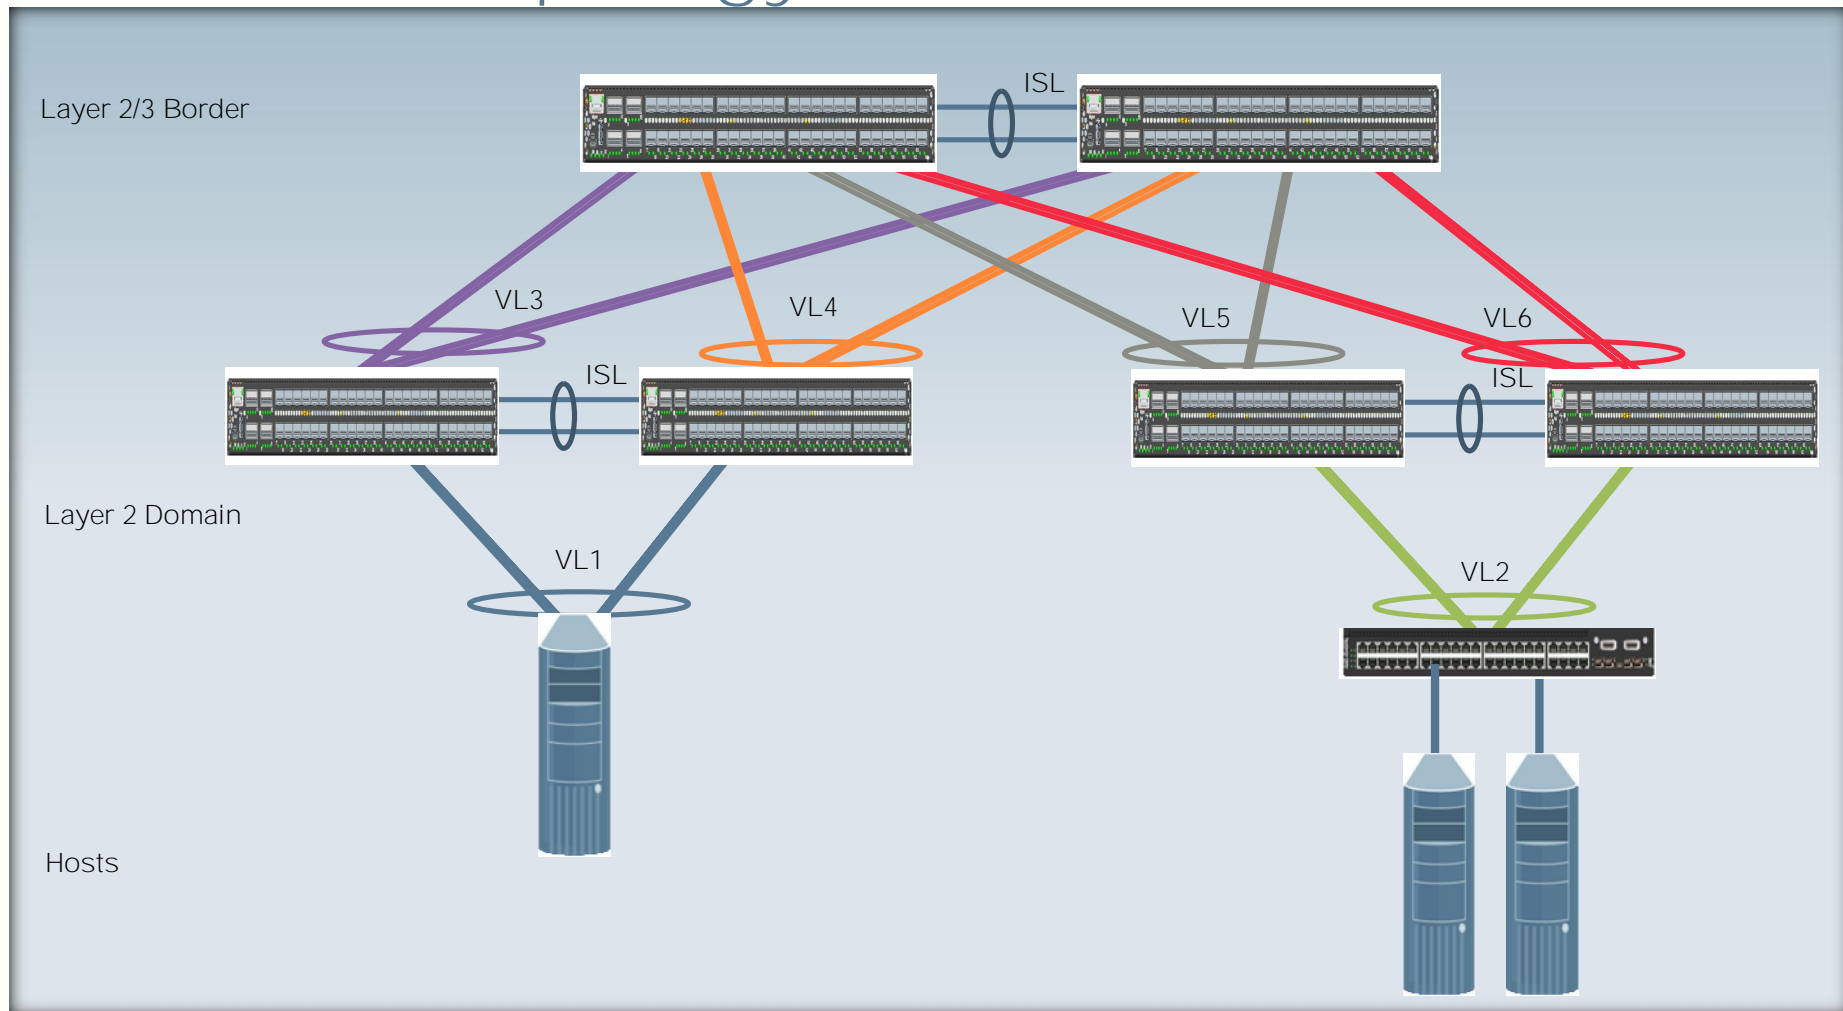 ISL
Layer 2/3 Border
VL3
VL4
VL5
VL6
ISL
ISL
Layer 2 Domain
VL1
VL2
Hosts